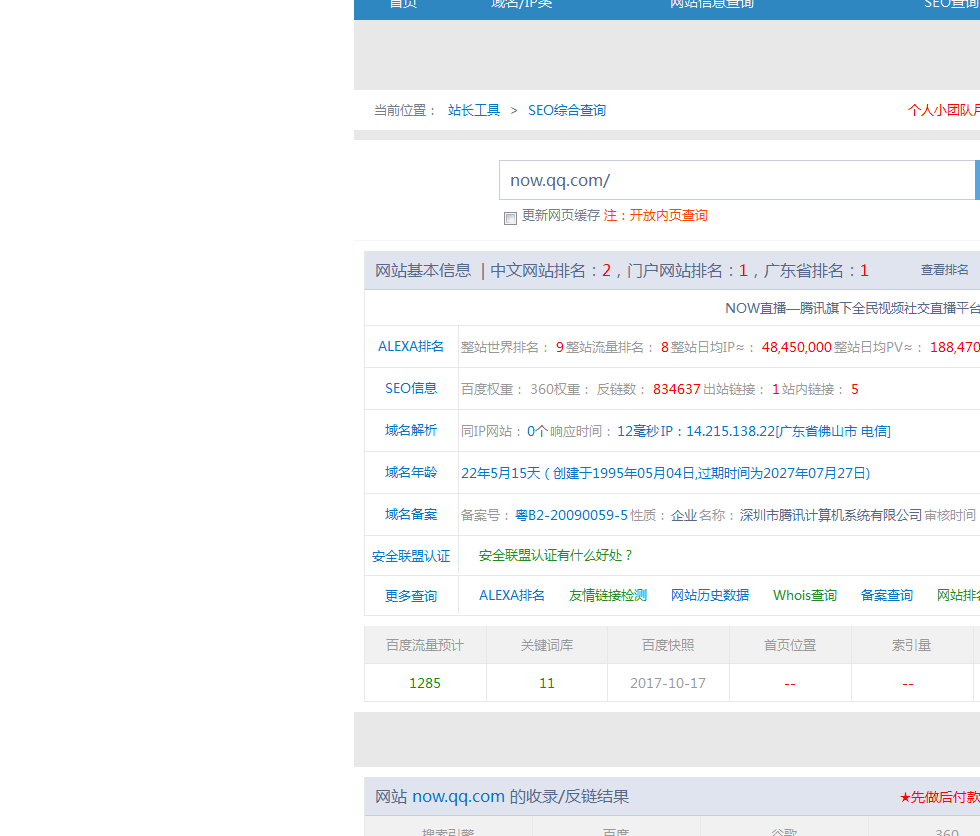 首页 域名/IP类 网站信息查询 SEO查询
当前位置： 站长工具 > SEO综合查询 个人小团队
now.qq.com/
更新网页缓存 注：开放内页查询
网站基本信息 | 中文网站排名：2，门户网站排名：1，广东省排名：1 查看排名
NOW直播—腾讯旗下全民视频社交直播平台
ALEXA排名 整站世界排名： 9 整站流量排名： 8 整站日均IP≈： 48,450,000 整站日均PV≈： 188,470
SEO信息 百度权重： 360权重： 反链数： 834637 出站链接： 1 站内链接： 5
域名解析 同IP网站：0个 响应时间：12毫秒 IP：14.215.138.22[广东省佛山市 电信]
域名年龄 22年5月15天（创建于1995年05月04日,过期时间为2027年07月27日)
域名备案 备案号：粤B2-20090059-5 性质：企业 名称：深圳市腾讯计算机系统有限公司 审核时间
安全联盟认证 安全联盟认证有什么好处？
更多查询 ALEXA排名 友情链接检测 网站历史数据 Whois查询 备案查询 网站排名
百度流量预计 关键词库 百度快照 首页位置 索引量
1285 11 2017-10-17 -- --
网站 now.qq.com 的收录/反链结果 ★先做后付款
搜索引擎 百度 谷歌 360